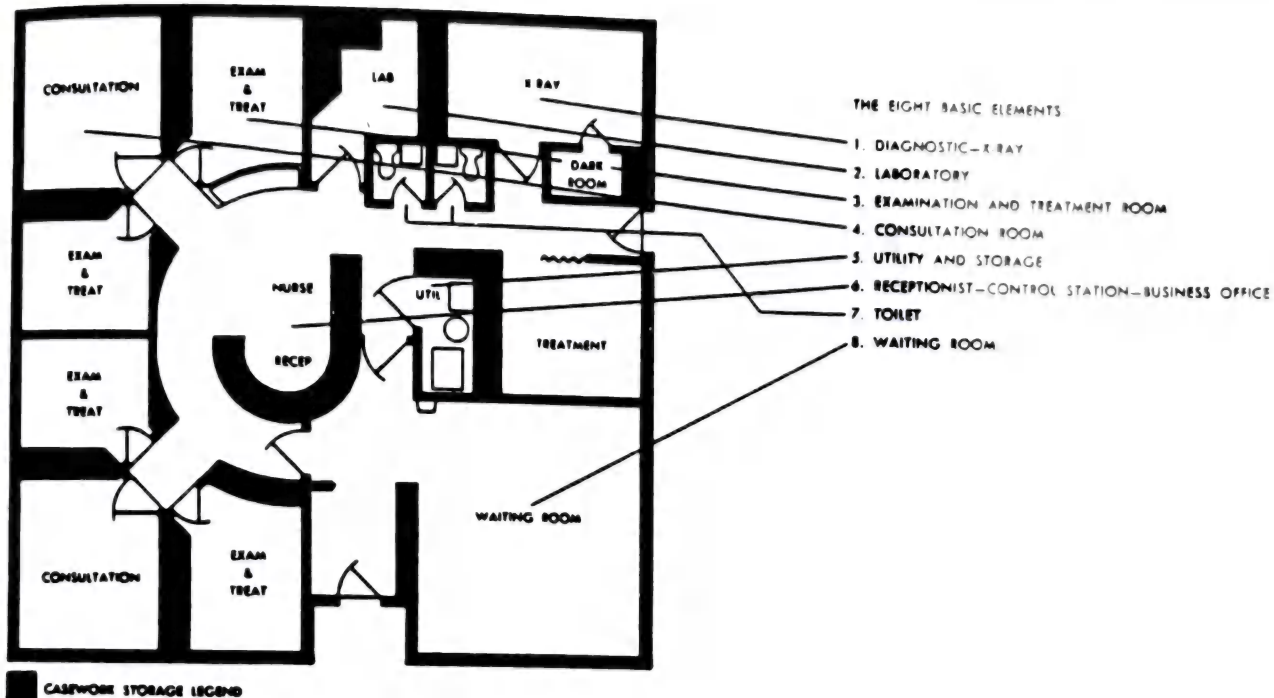 CONSULTATION
EXAM
&
TREAT
LAB
X-RAY
DARK
ROOM
EXAM
&
TREAT
NURSE
UTIL
RECEP
TREATMENT
EXAM
&
TREAT
WAITING ROOM
CONSULTATION
EXAM
&
TREAT
CASEWORK STORAGE LEGEND
THE EIGHT BASIC ELEMENTS
1. DIAGNOSTIC–X-RAY
2. LABORATORY
3. EXAMINATION AND TREATMENT ROOM
4. CONSULTATION ROOM
5. UTILITY AND STORAGE
6. RECEPTIONIST–CONTROL STATION–BUSINESS OFFICE
7. TOILET
8. WAITING ROOM